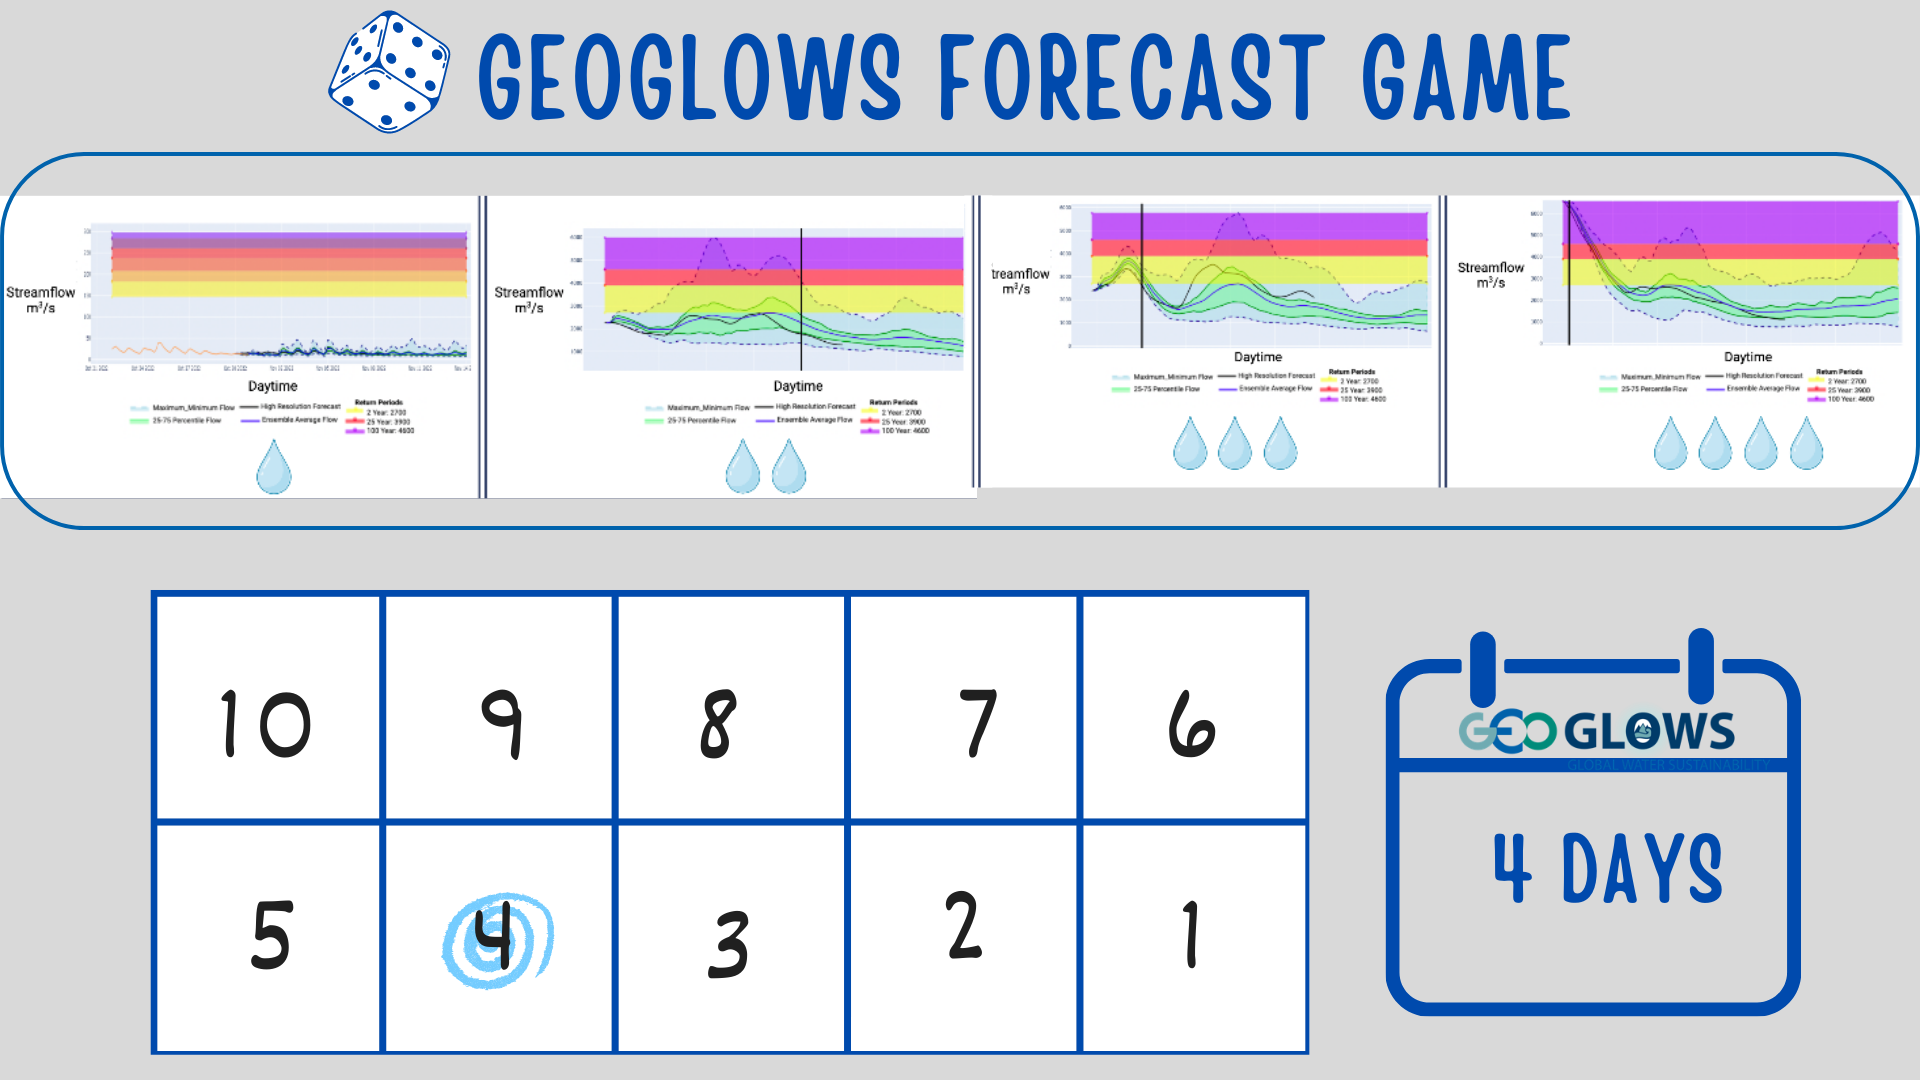 GEOGLOWS FORECAST GAME
Streamflow
m³/s
Daytime
Maximum_Minimum Flow
High Resolution Forecast
25-75 Percentile Flow
Ensemble Average Flow
Return Periods
2 Year: 2700
25 Year: 3900
100 Year: 4600
Streamflow
m³/s
Daytime
Maximum_Minimum Flow
High Resolution Forecast
25-75 Percentile Flow
Ensemble Average Flow
Return Periods
2 Year: 2700
25 Year: 3900
100 Year: 4600
treamflow
m³/s
Daytime
Maximum_Minimum Flow
High Resolution Forecast
25-75 Percentile Flow
Ensemble Average Flow
Return Periods
2 Year: 2700
25 Year: 3900
100 Year: 4600
Streamflow
m³/s
Daytime
Maximum_Minimum Flow
High Resolution Forecast
25-75 Percentile Flow
Ensemble Average Flow
Return Periods
2 Year: 2700
25 Year: 3900
100 Year: 4600
10 9 8 7 6
5 4 3 2 1
GEO GLOWS
GLOBAL WATER SUSTAINABILITY
4 DAYS